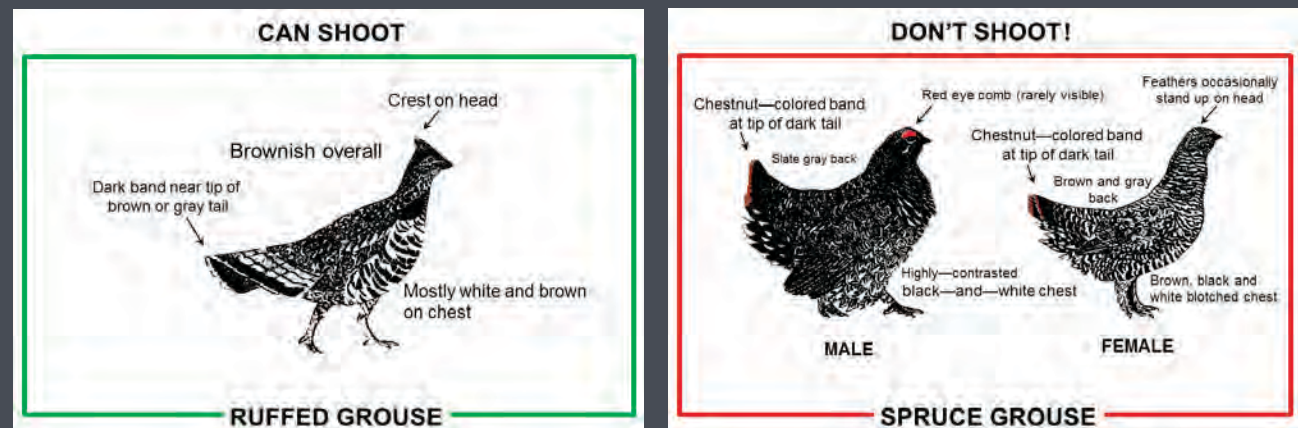 CAN SHOOT
Crest on head
Brownish overall
Dark band near tip of
brown or gray tail
Mostly white and brown
on chest
RUFFED GROUSE
DON'T SHOOT!
Feathers occasionally
stand up on head
Red eye comb (rarely visible)
Chestnut—colored band
at tip of dark tail
Slate gray back
Chestnut—colored band
at tip of dark tail
Brown and gray
back
Highly—contrasted
black—and—white chest
Brown, black and
white blotched chest
MALE
FEMALE
SPRUCE GROUSE